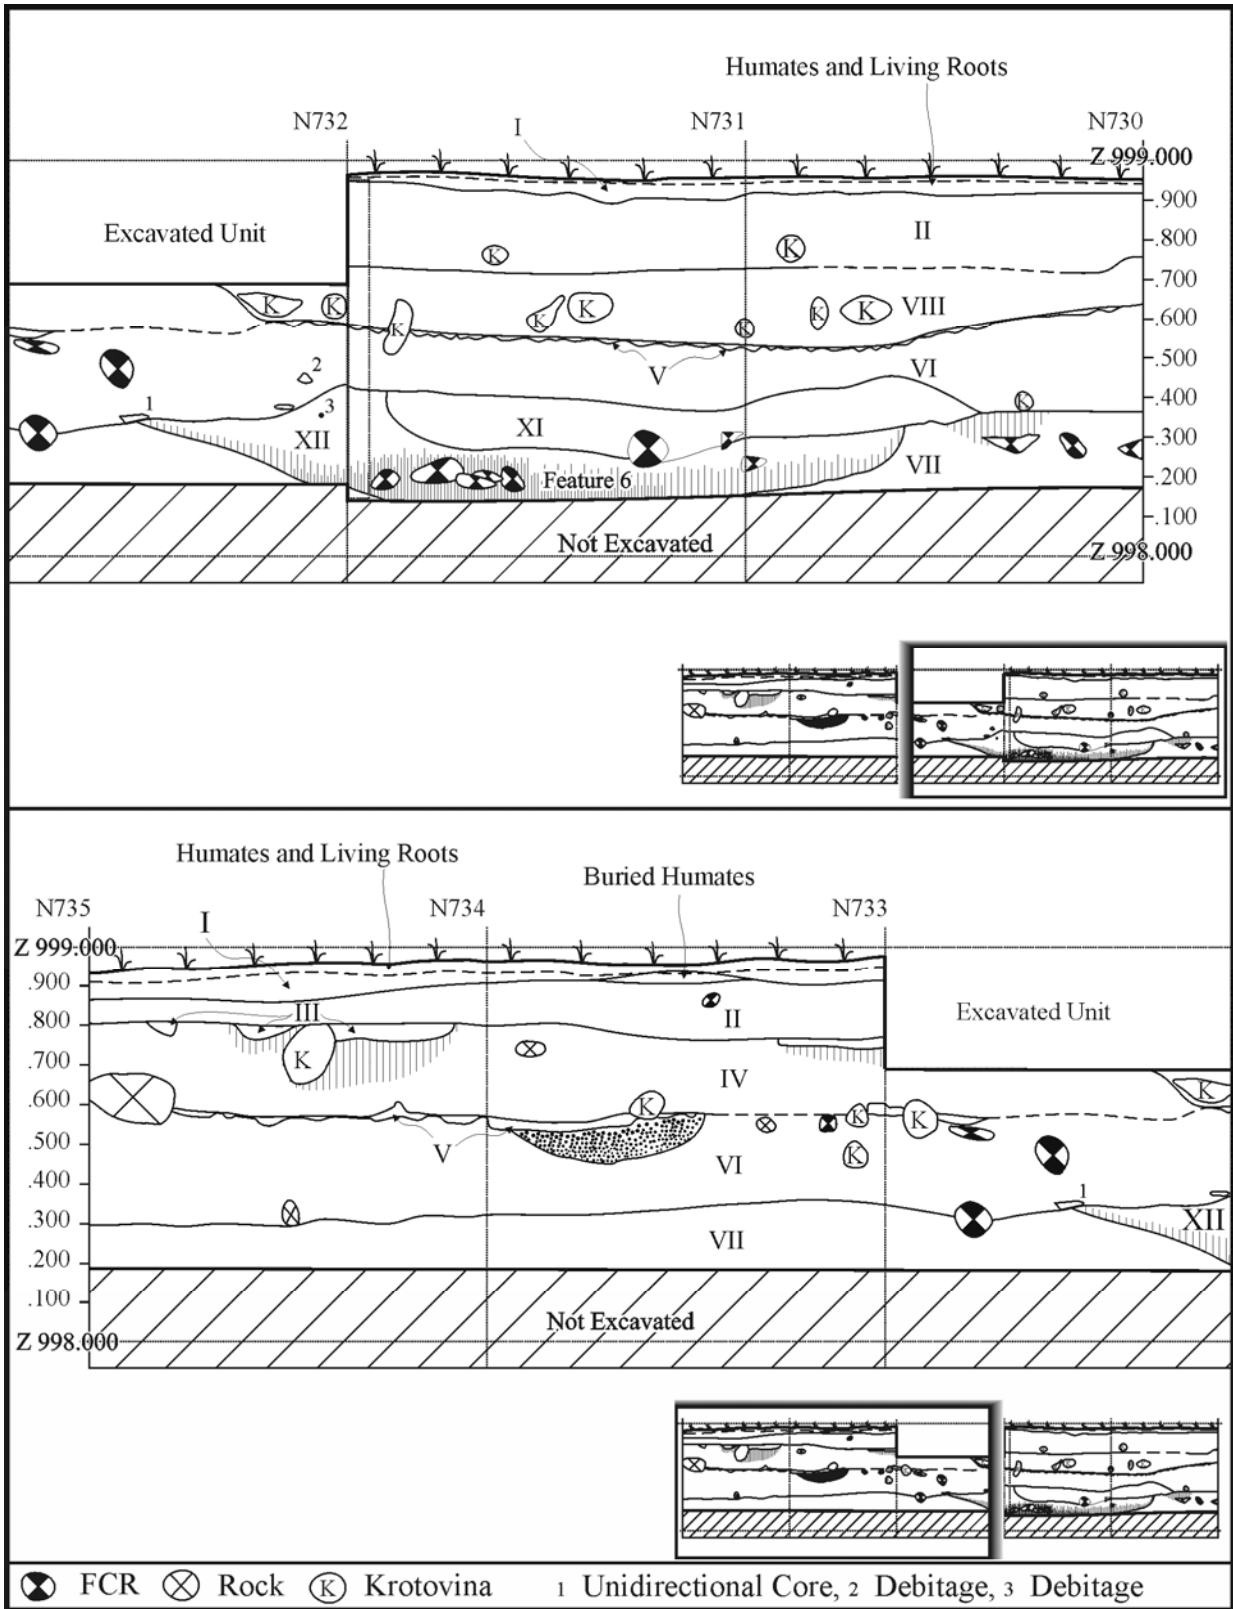 Humates and Living Roots
N732 I N731 N730
Z 999.000
.900
Excavated Unit II
.800
K K
.700
K K K K K K VIII
.600
K K
V VI
.500
2
.400
1 3 K
XII XI
.300
VII
Feature 6 .200
.100
Not Excavated
Z 998.000
Humates and Living Roots
Buried Humates
N735 I N734 N733
Z 999.000
.900
III II Excavated Unit
.800
K
.700
IV K
.600
K K K
.500
V VI K
.400
1
.300
XII
VII
.200
.100
Not Excavated
Z 998.000
FCR Rock K Krotovina 1 Unidirectional Core, 2 Debitage, 3 Debitage